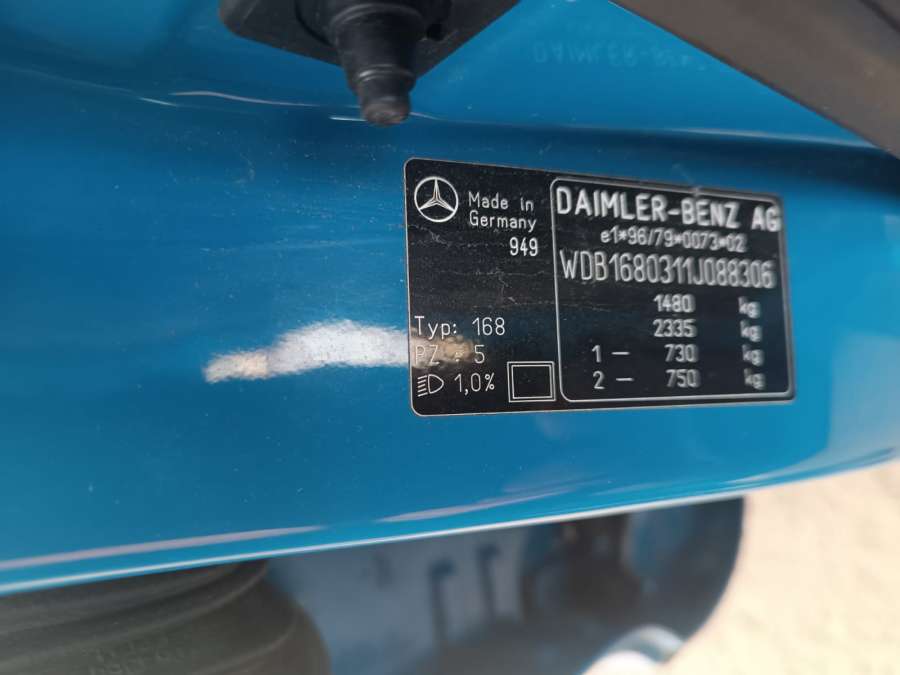 Made in
Germany
949
Typ: 168
PZ - 5
1,0%
DAIMLER-BENZ AG
e1*96/79*0073*02
WDB1680311J088306
1480 kg
2335 kg
1 — 730 kg
2 — 750 kg